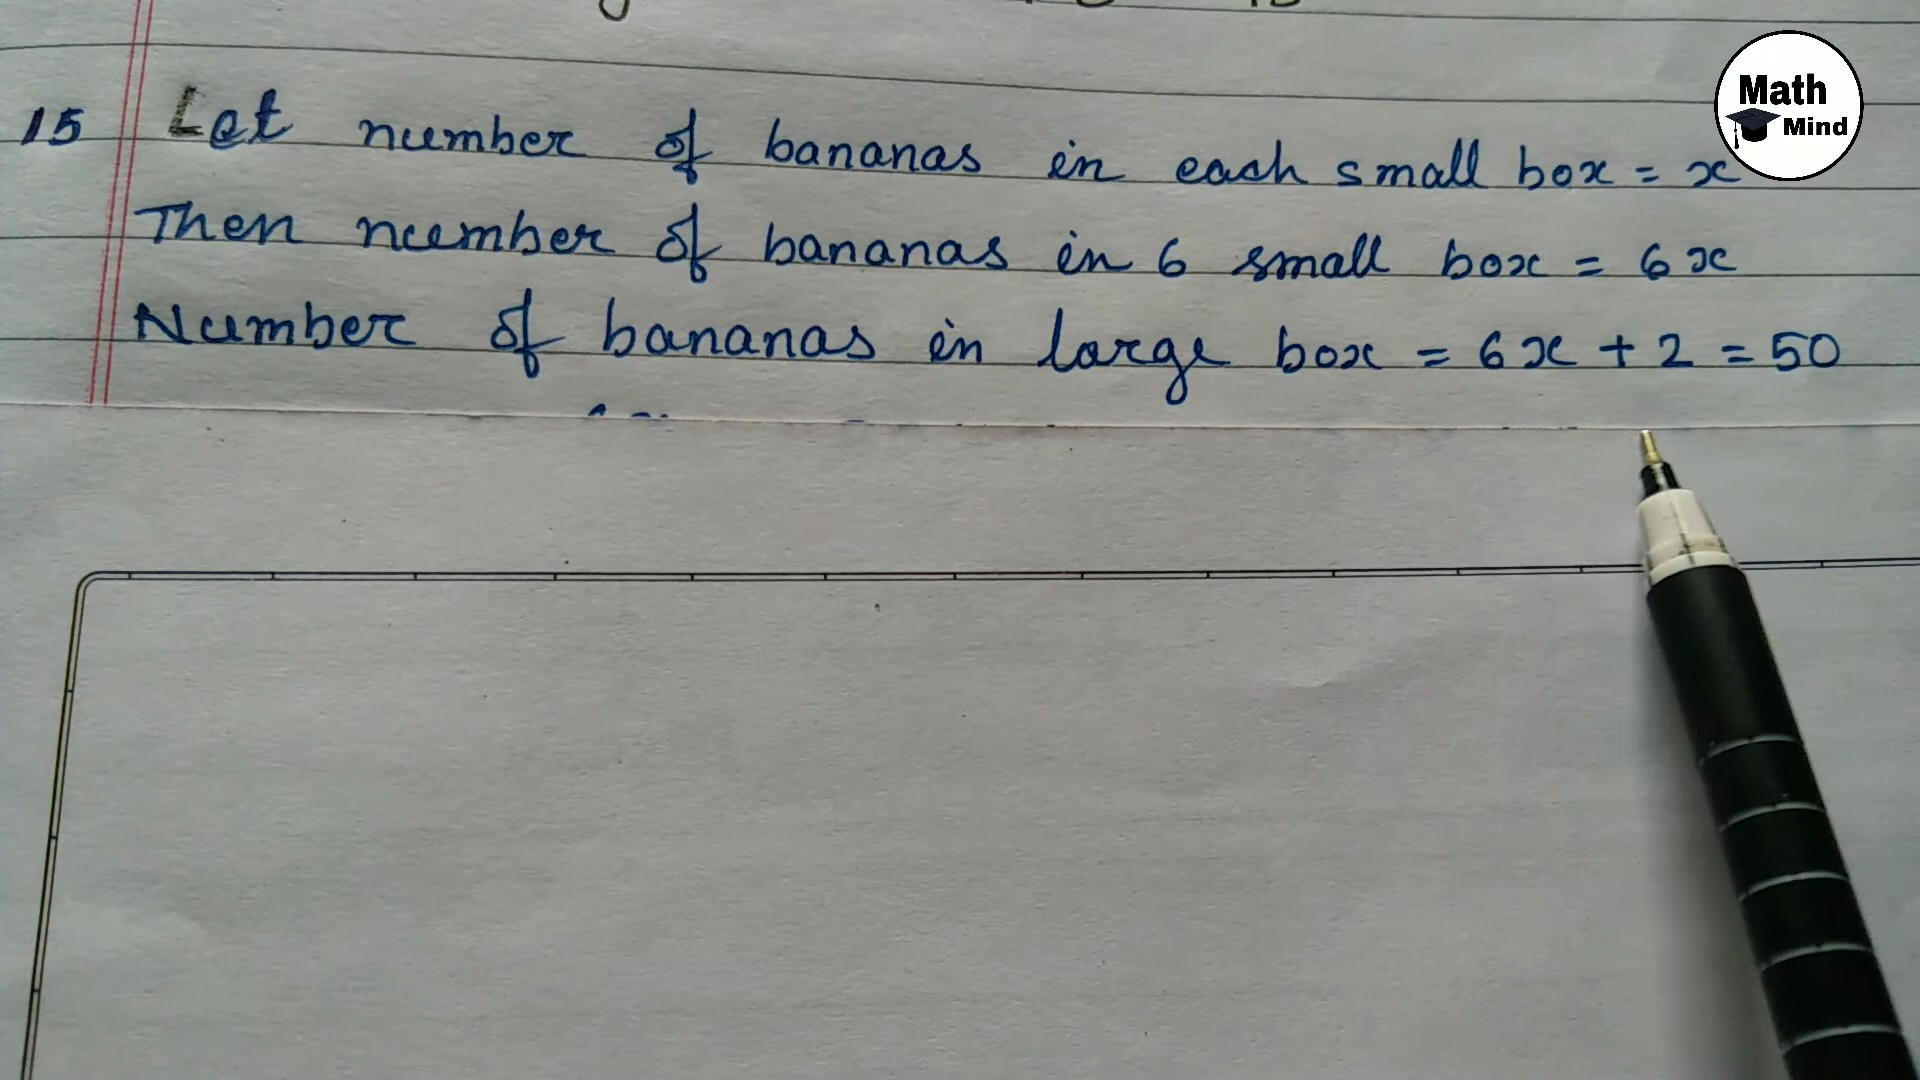 15 Let number of bananas in each small box = x
Then number of bananas in 6 small box = 6x
Number of bananas in large box = 6x + 2 = 50
Math
Mind